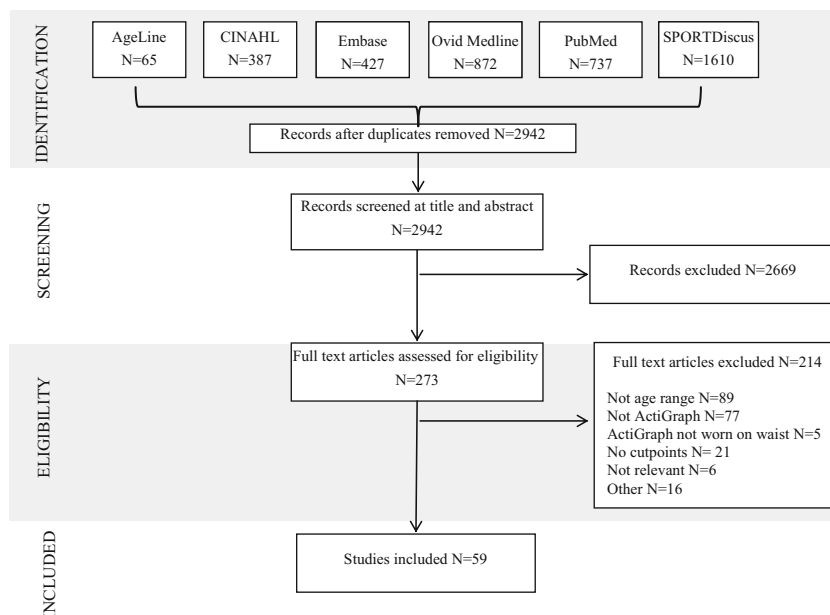 IDENTIFICATION
AgeLine
N=65
CINAHL
N=387
Embase
N=427
Ovid Medline
N=872
PubMed
N=737
SPORTDiscus
N=1610
Records after duplicates removed N=2942
SCREENING
Records screened at title and abstract
N=2942
Records excluded N=2669
ELIGIBILITY
Full text articles assessed for eligibility
N=273
Full text articles excluded N=214
Not age range N=89
Not ActiGraph N=77
ActiGraph not worn on waist N=5
No cutpoints N= 21
Not relevant N=6
Other N=16
INCLUDED
Studies included N=59